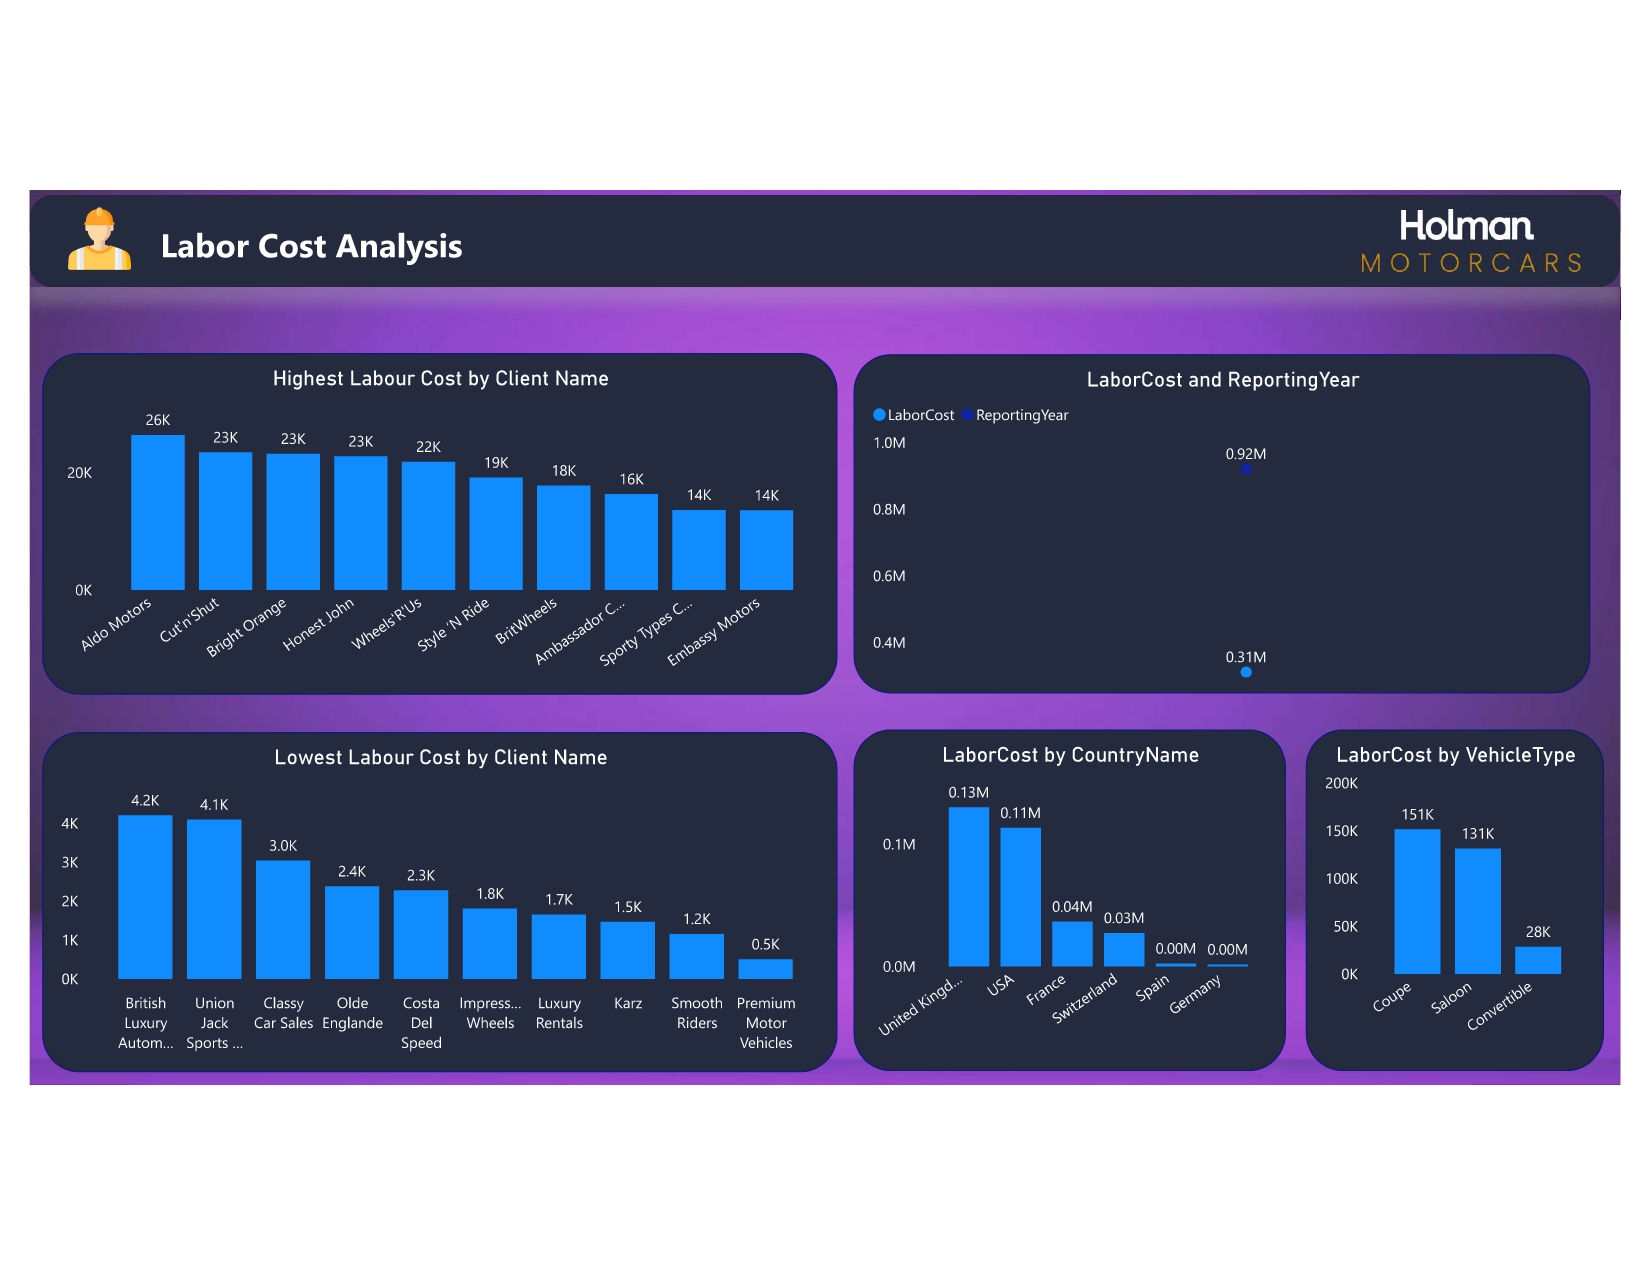 Labor Cost Analysis
Holman
MOTORCARS
Highest Labour Cost by Client Name
26K
23K
23K
23K
22K
19K
18K
16K
14K
14K
20K
0K
Aldo Motors
Cut'n'Shut
Bright Orange
Honest John
Wheels'R'Us
Style 'N Ride
BritWheels
Ambassador C...
Sporty Types C...
Embassy Motors
LaborCost and ReportingYear
LaborCost ReportingYear
1.0M
0.92M
0.8M
0.6M
0.4M
0.31M
Lowest Labour Cost by Client Name
4.2K
4.1K
3.0K
2.4K
2.3K
1.8K
1.7K
1.5K
1.2K
0.5K
4K
3K
2K
1K
0K
British
Luxury
Autom...
Union
Jack
Sports ...
Classy
Car Sales
Olde
Englande
Costa
Del
Speed
Impress...
Wheels
Luxury
Rentals
Karz
Smooth
Riders
Premium
Motor
Vehicles
LaborCost by CountryName
0.13M
0.11M
0.04M
0.03M
0.00M
0.00M
0.1M
0.0M
United Kingd...
USA
France
Switzerland
Spain
Germany
LaborCost by VehicleType
200K
150K
100K
50K
0K
151K
131K
28K
Coupe
Saloon
Convertible